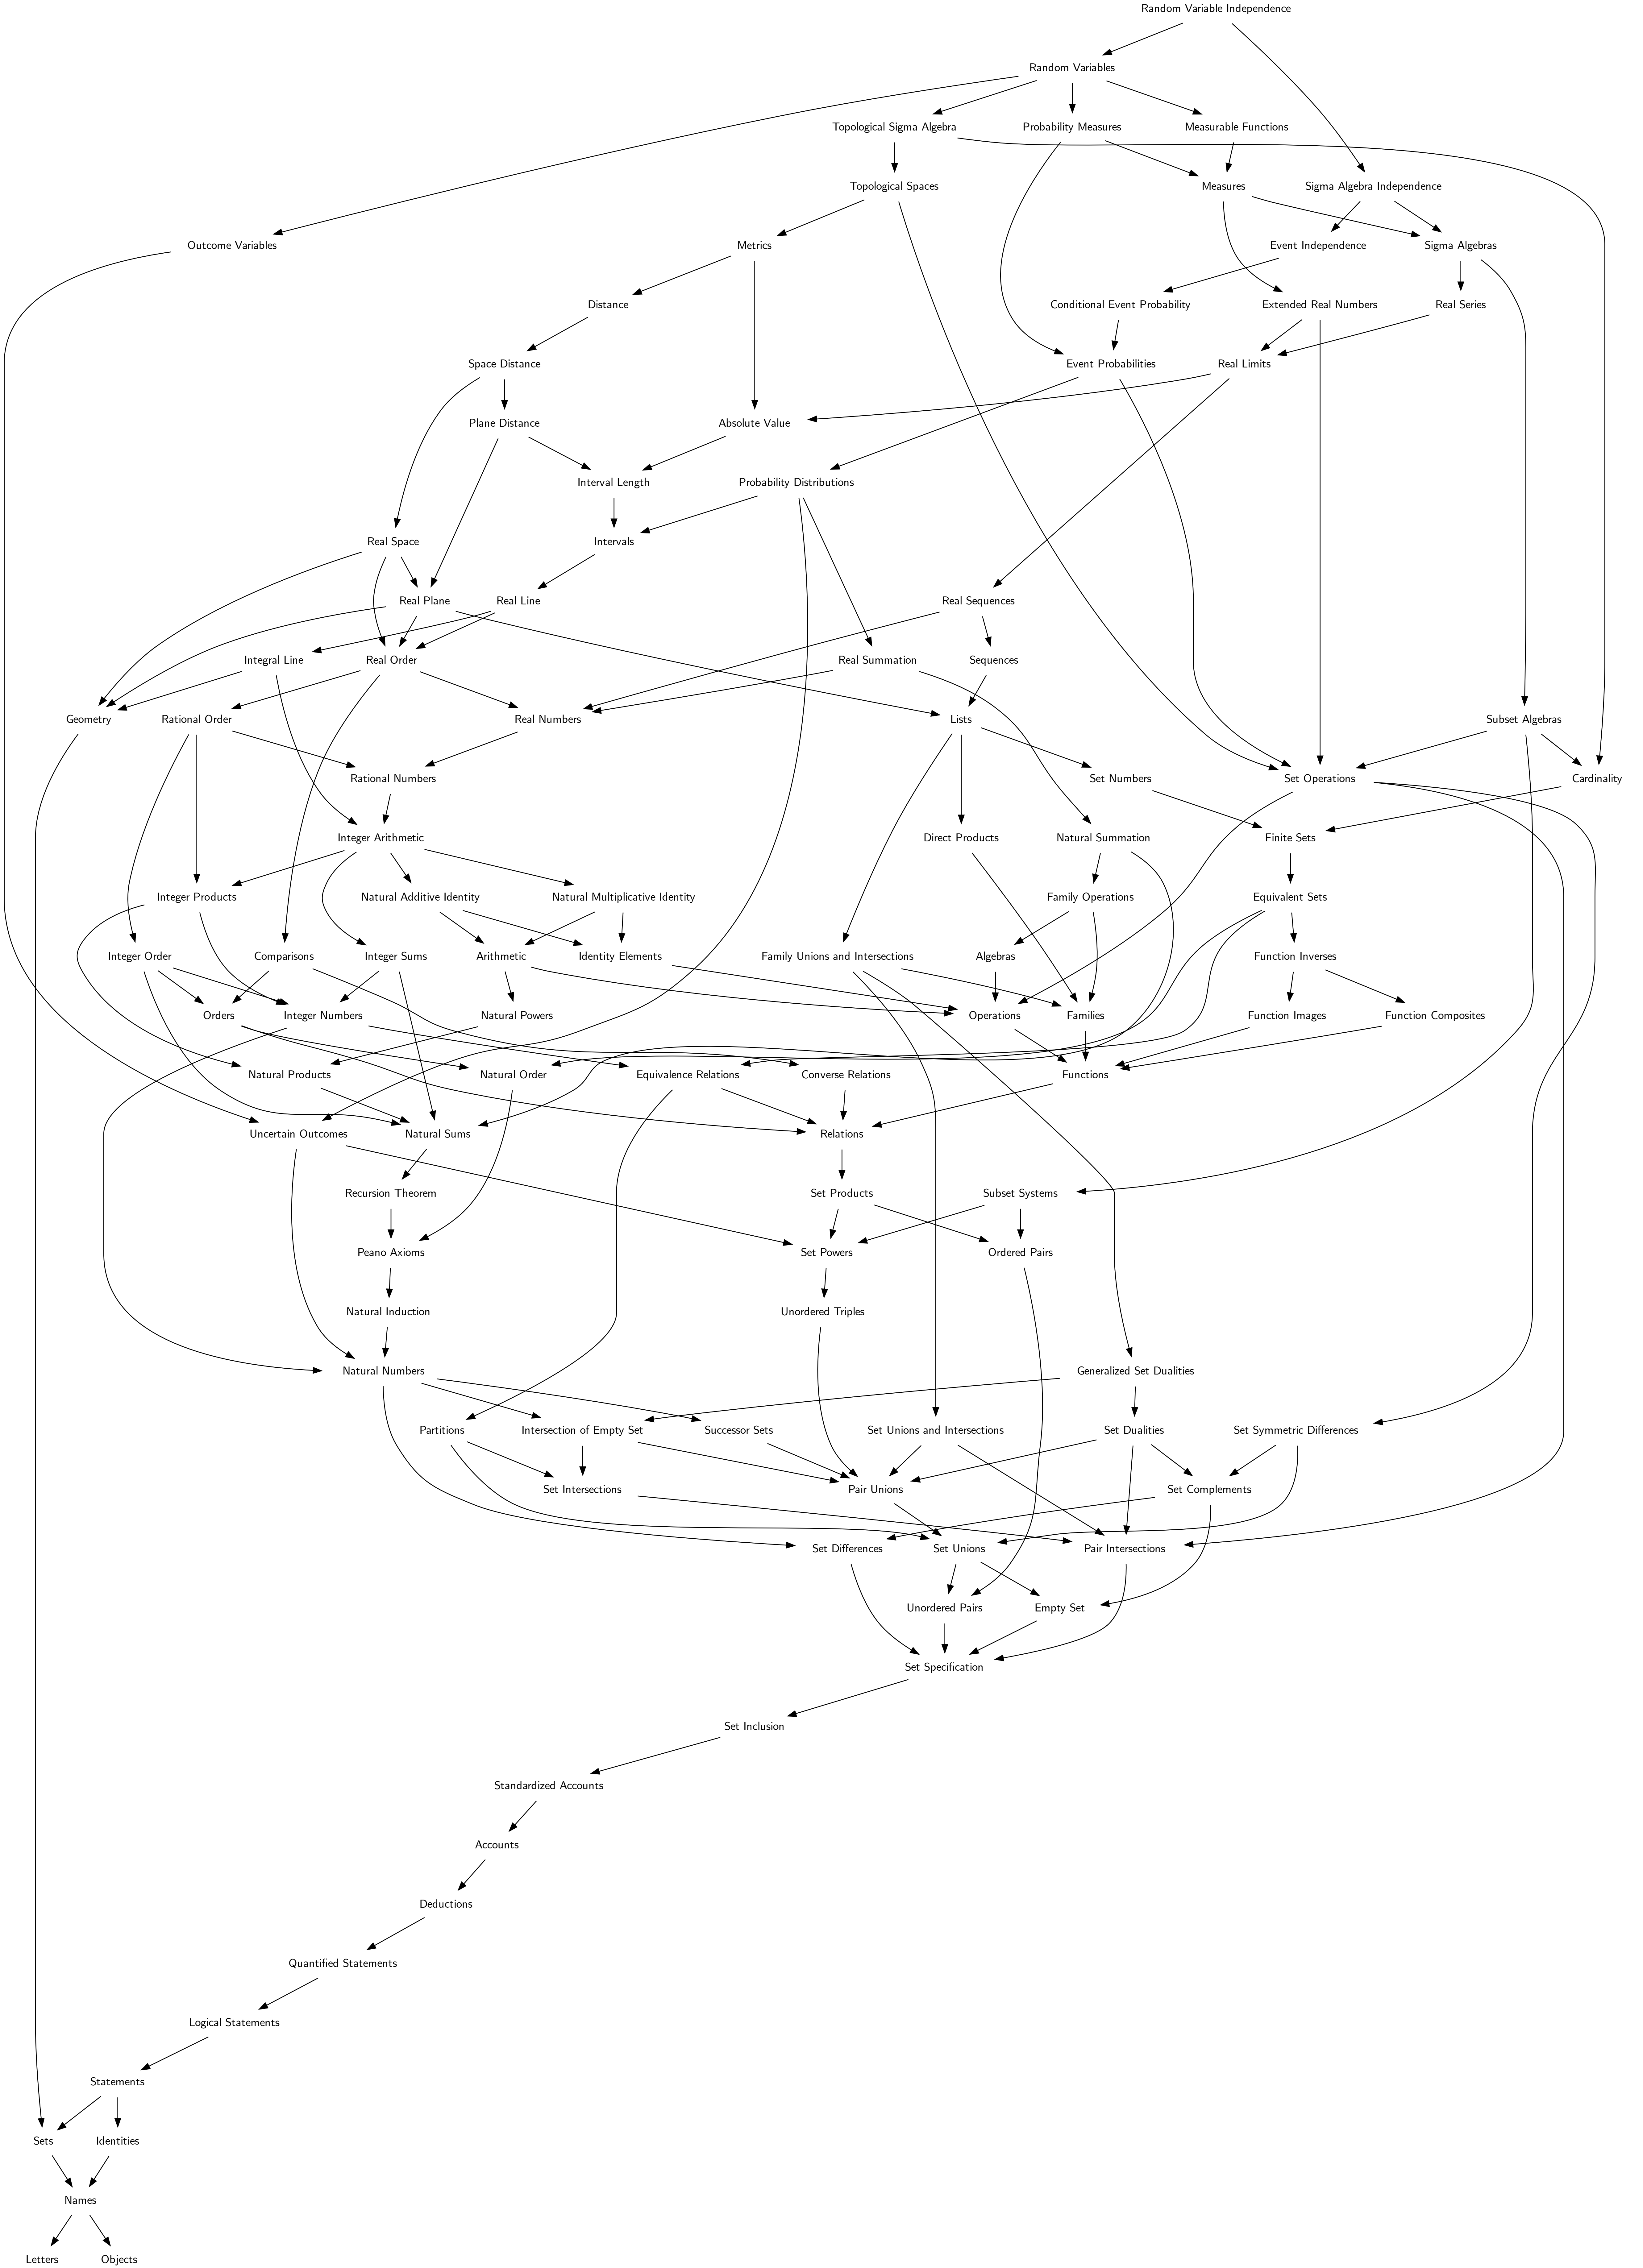 Random Variable Independence
Random Variables
Topological Sigma Algebra
Probability Measures
Measurable Functions
Topological Spaces
Measures
Sigma Algebra Independence
Outcome Variables
Metrics
Event Independence
Sigma Algebras
Distance
Conditional Event Probability
Extended Real Numbers
Real Series
Space Distance
Event Probabilities
Real Limits
Plane Distance
Absolute Value
Interval Length
Probability Distributions
Real Space
Intervals
Real Plane
Real Line
Real Sequences
Integral Line
Real Order
Real Summation
Sequences
Geometry
Rational Order
Real Numbers
Lists
Subset Algebras
Rational Numbers
Set Numbers
Set Operations
Cardinality
Integer Arithmetic
Direct Products
Natural Summation
Finite Sets
Integer Products
Natural Additive Identity
Natural Multiplicative Identity
Family Operations
Equivalent Sets
Integer Order
Comparisons
Integer Sums
Arithmetic
Identity Elements
Family Unions and Intersections
Algebras
Function Inverses
Orders
Integer Numbers
Natural Powers
Operations
Families
Function Images
Function Composites
Natural Products
Natural Order
Equivalence Relations
Converse Relations
Functions
Uncertain Outcomes
Natural Sums
Relations
Recursion Theorem
Set Products
Subset Systems
Peano Axioms
Set Powers
Ordered Pairs
Natural Induction
Unordered Triples
Natural Numbers
Generalized Set Dualities
Partitions
Intersection of Empty Set
Successor Sets
Set Unions and Intersections
Set Dualities
Set Symmetric Differences
Set Intersections
Pair Unions
Set Complements
Set Differences
Set Unions
Pair Intersections
Unordered Pairs
Empty Set
Set Specification
Set Inclusion
Standardized Accounts
Accounts
Deductions
Quantified Statements
Logical Statements
Statements
Sets
Identities
Names
Letters
Objects